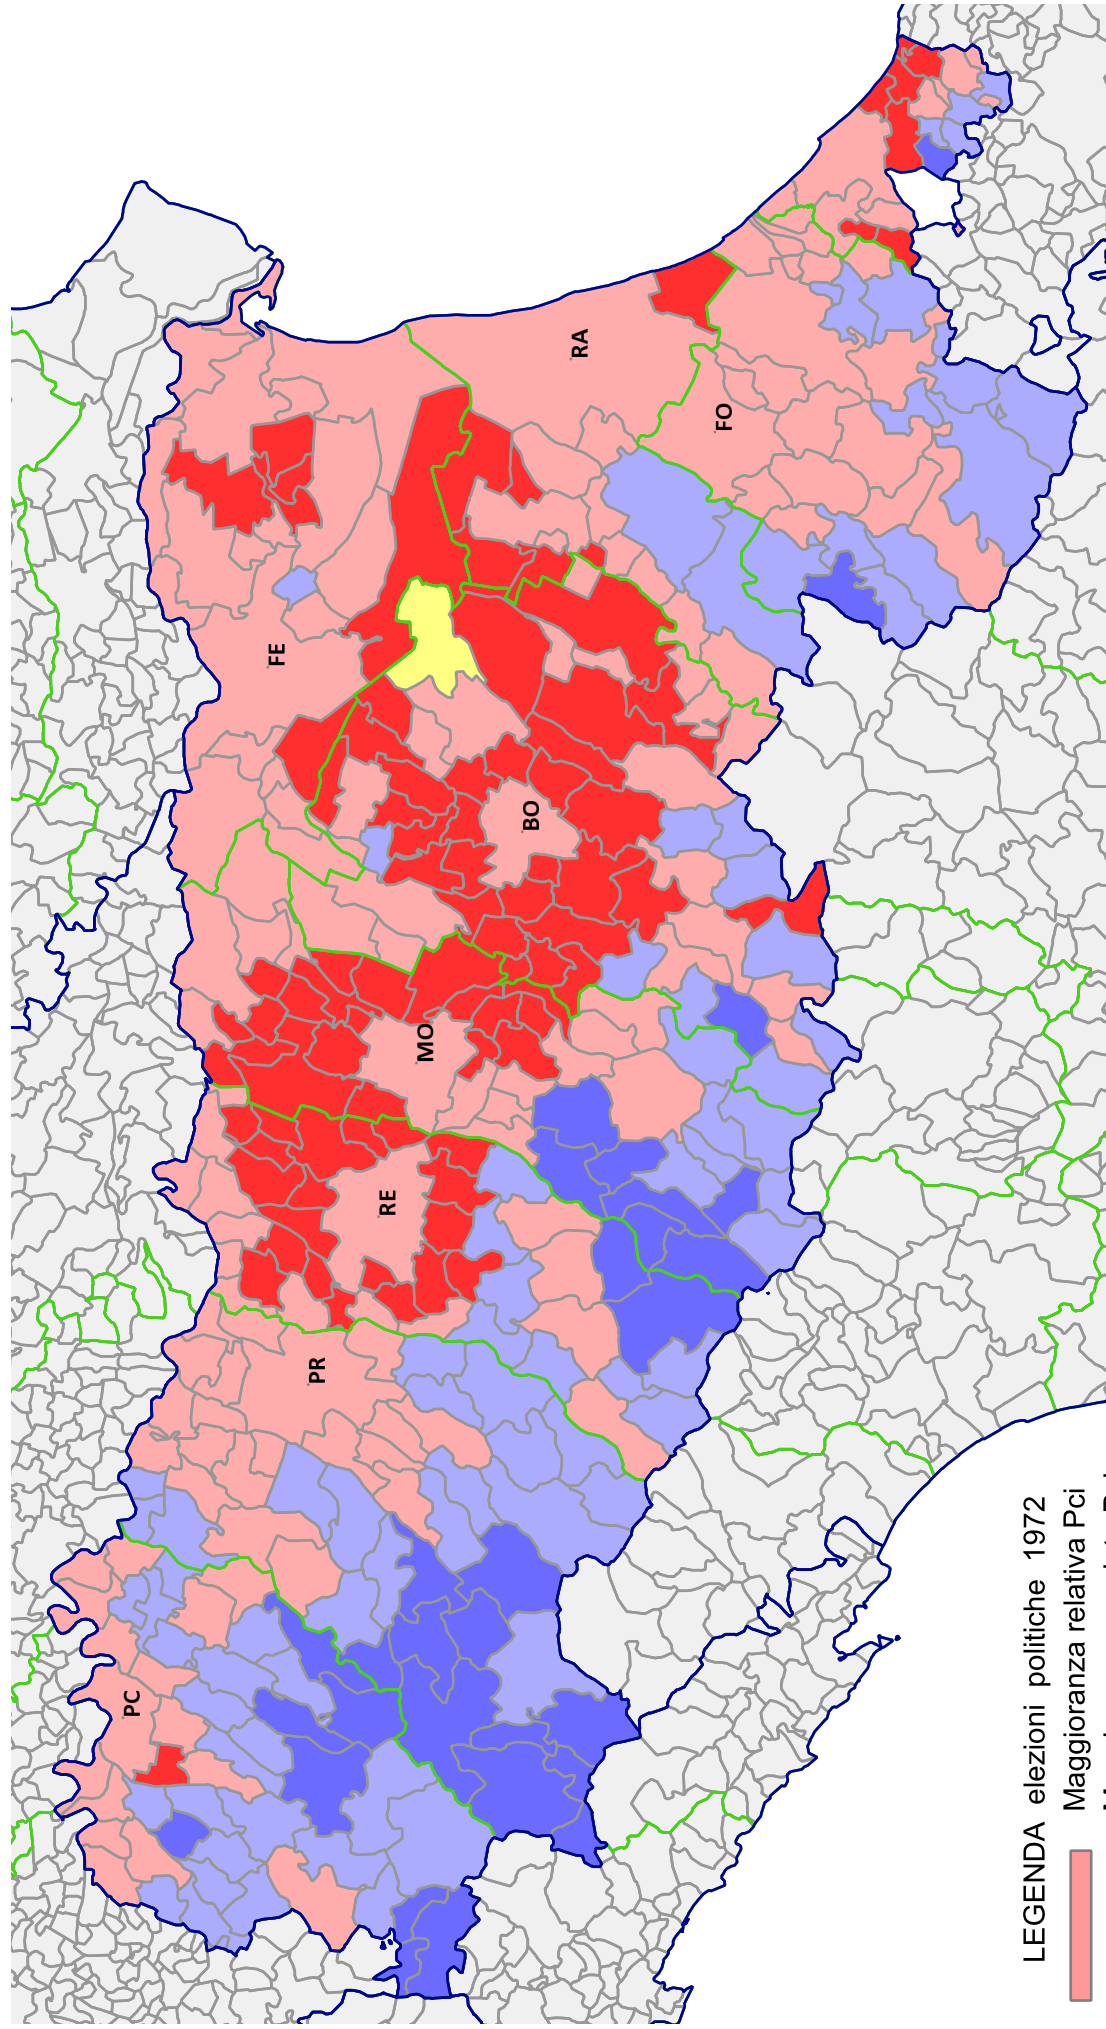 PC
PR
RE
MO
BO
FE
RA
FO
LEGENDA elezioni politiche 1972
Maggioranza relativa Pci